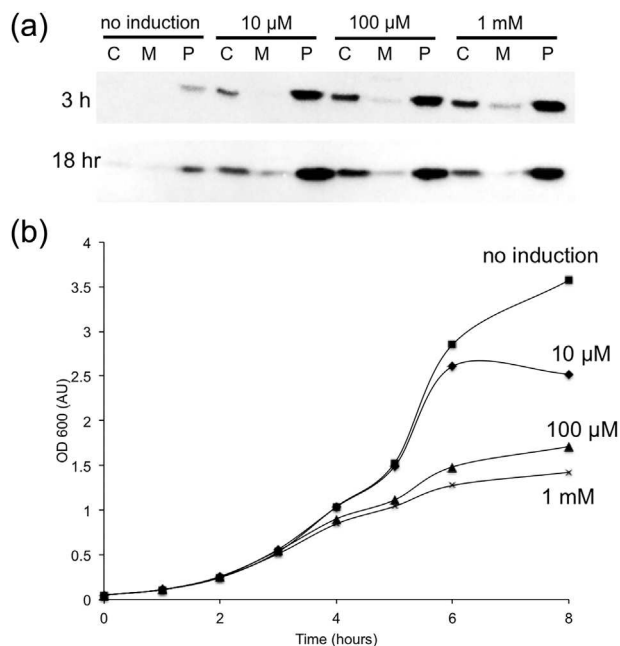 (a)
no induction 10 µM 100 µM 1 mM
C M P C M P C M P C M P
3 h
18 hr
(b)
4
3.5
3
2.5
2
1.5
1
0.5
0
OD 600 (AU)
no induction
10 µM
100 µM
1 mM
0 2 4 6 8
Time (hours)